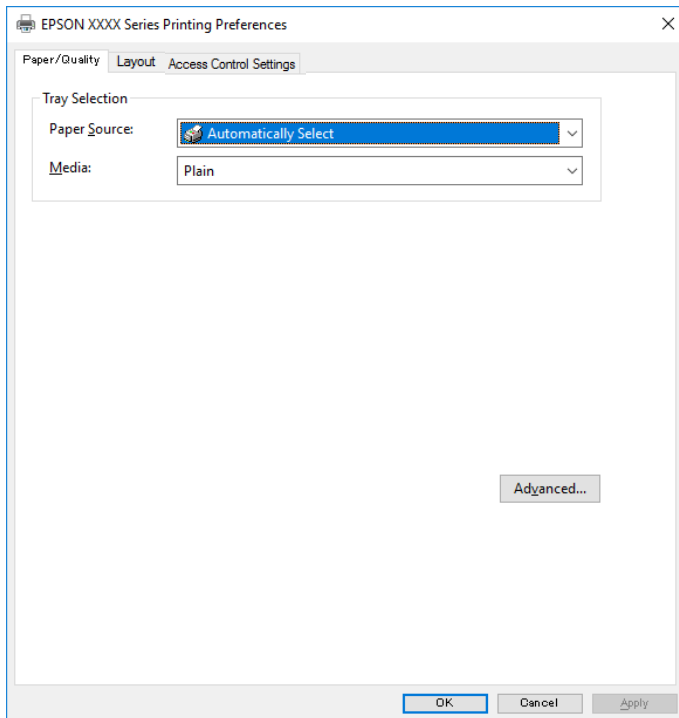 EPSON XXXX Series Printing Preferences
Paper/Quality Layout Access Control Settings
Tray Selection
Paper Source: Automatically Select
Media: Plain
Advanced...
OK Cancel Apply